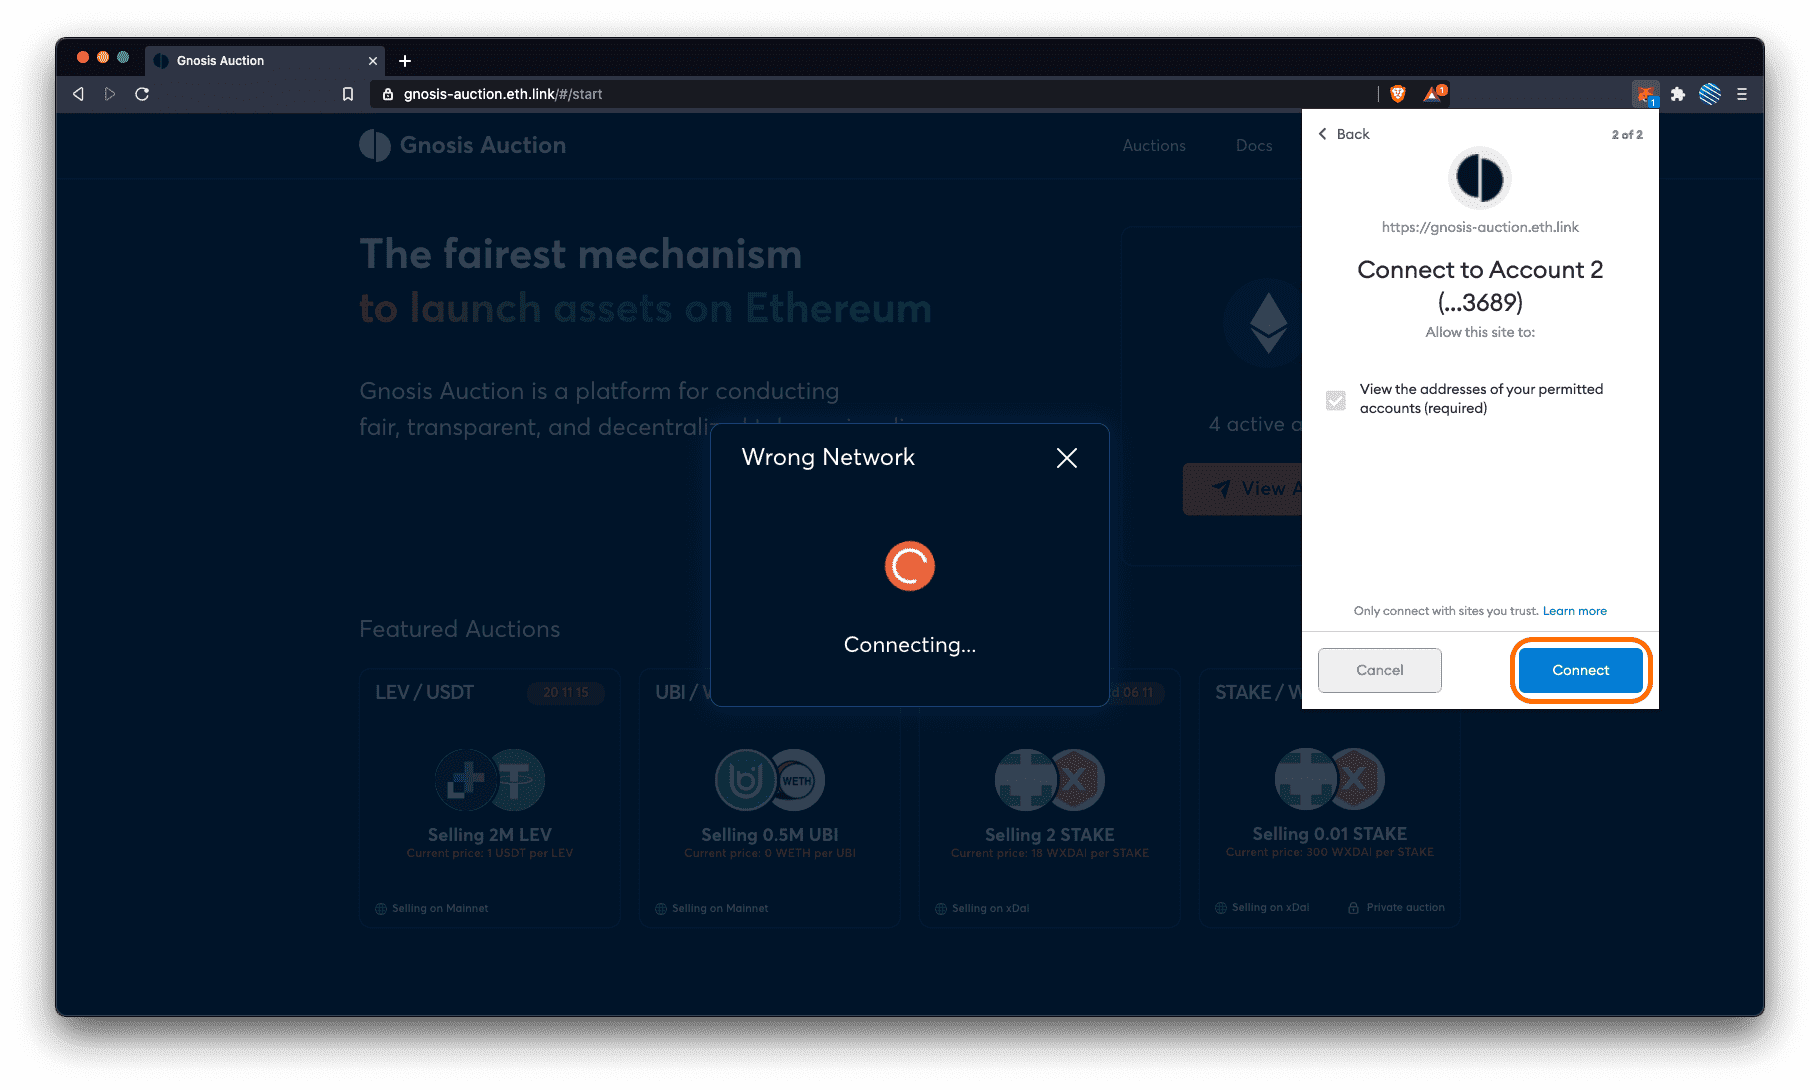 Gnosis Auction
gnosis-auction.eth.link/#/start
1
1
Gnosis Auction
Auctions
Docs
The fairest mechanism
to launch assets on Ethereum
Gnosis Auction is a platform for conducting
fair, transparent, and
4 active
View
Wrong Network
Connecting...
Back
2 of 2
https://gnosis-auction.eth.link
Connect to Account 2
(...3689)
Allow this site to:
View the addresses of your permitted
accounts (required)
Only connect with sites you trust. Learn more
Cancel
Connect
Featured Auctions
LEV / USDT
20 11 15
Selling 2M LEV
Current price: 1 USDT per LEV
Selling on Mainnet
UBI /
WETH
Selling 0.5M UBI
Current price: 0 WETH per UBI
Selling on Mainnet
06 11
Selling 2 STAKE
Current price: 18 WXDAI per STAKE
Selling on xDai
STAKE /
Selling 0.01 STAKE
Current price: 300 WXDAI per STAKE
Selling on xDai
Private auction